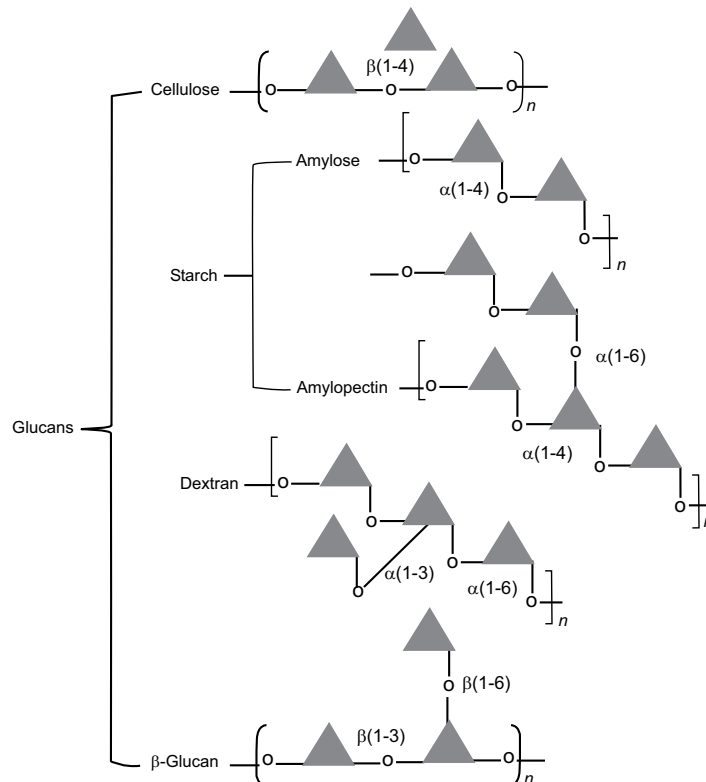 β(1-4)
Cellulose
O
O
O
n
Amylose
O
α(1-4)
O
O
n
Starch
O
O
O
α(1-6)
Amylopectin
O
Glucans
O
α(1-4)
O
Dextran
O
O
n
O
α(1-3)
O
α(1-6)
O
O
n
O
β(1-6)
β(1-3)
β-Glucan
O
O
O
n